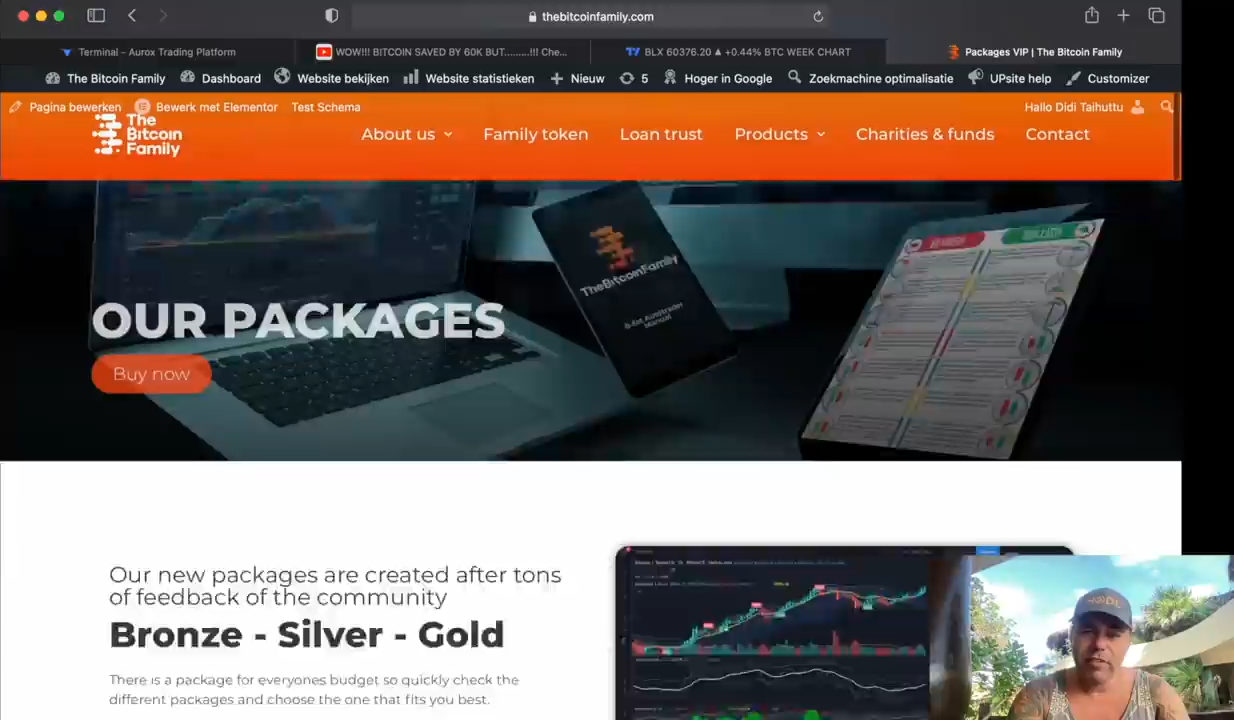 thebitcoinfamily.com
Terminal - Aurox Trading Platform
WOW!!! BITCOIN SAVED BY 60K BUT.........!!! Che...
BLX 60376.20 ▲ +0.44% BTC WEEK CHART
Packages VIP | The Bitcoin Family
The Bitcoin Family
Dashboard
Website bekijken
Website statistieken
Nieuw
5
Hoger in Google
Zoekmachine optimalisatie
UPsite help
Customizer
Pagina bewerken
Bewerk met Elementor
Test Schema
Hallo Didi Taihuttu
The
Bitcoin
Family
About us
Family token
Loan trust
Products
Charities & funds
Contact
TheBitcoinFamily
Manual
OUR PACKAGES
Buy now
Our new packages are created after tons
of feedback of the community
Bronze - Silver - Gold
There is a package for everyones budget so quickly check the
different packages and choose the one that fits you best.